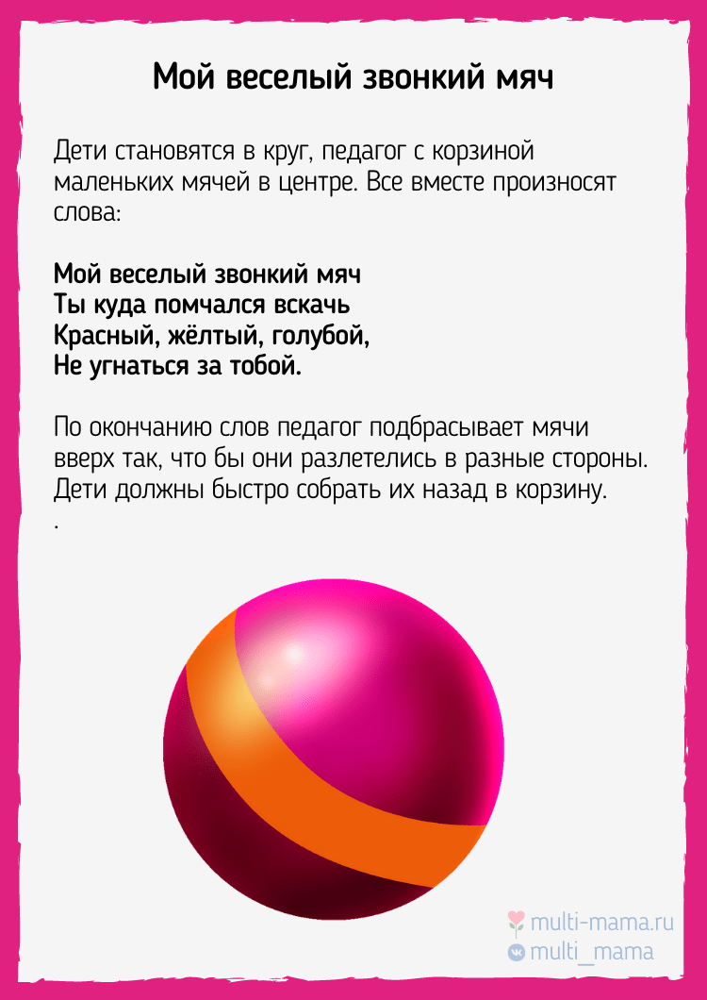 Мой веселый звонкий мяч
Дети становятся в круг, педагог с корзиной
маленьких мячей в центре. Все вместе произносят
слова:
Мой веселый звонкий мяч
Ты куда помчался вскачь
Красный, жёлтый, голубой,
Не угнаться за тобой.
По окончанию слов педагог подбрасывает мячи
вверх так, что бы они разлетелись в разные стороны.
Дети должны быстро собрать их назад в корзину.
.
multi-mama.ru
multi_mama